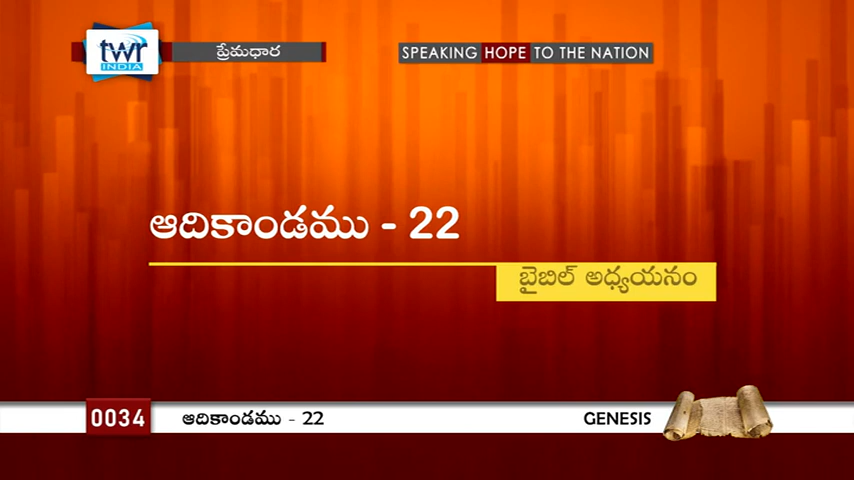 twr
INDIA
ప్రేమధార
SPEAKING HOPE TO THE NATION
ఆదికాండము - 22
బైబిల్ అధ్యయనం
0034
ఆదికాండము - 22
GENESIS